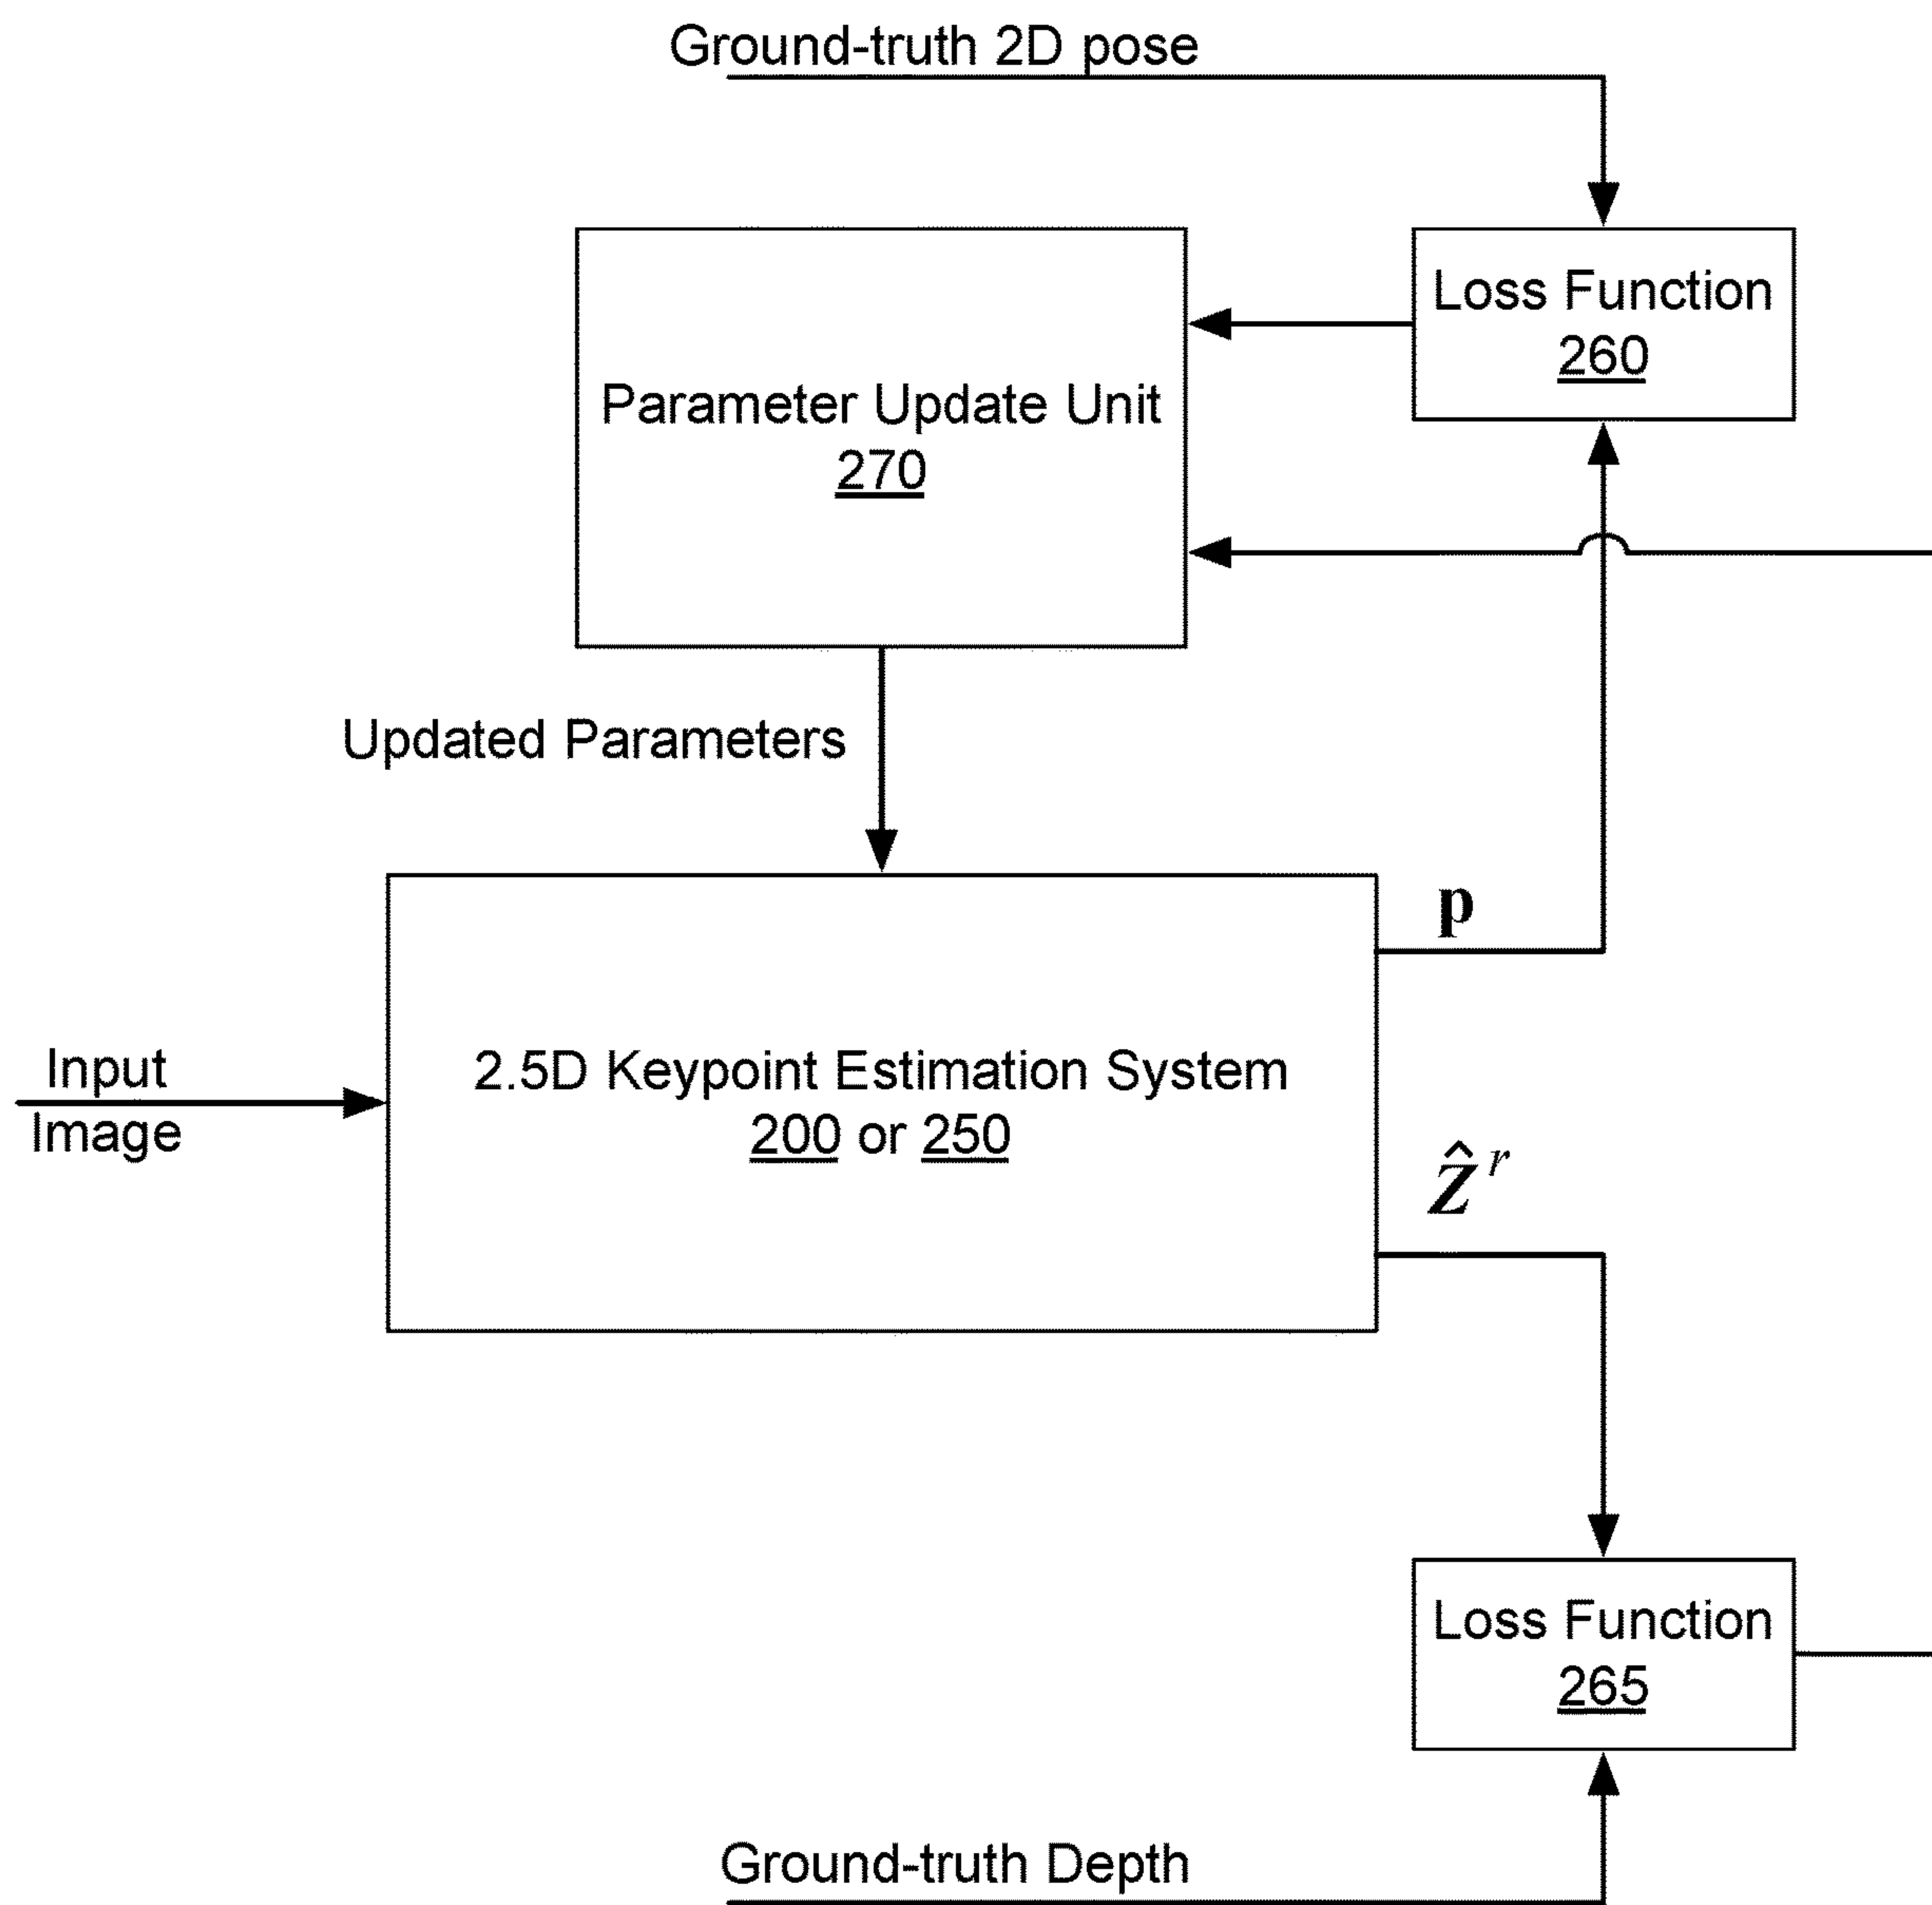 Ground-truth 2D pose
Loss Function
260
Parameter Update Unit
270
Updated Parameters
p
Input
Image
2.5D Keypoint Estimation System
200 or 250
ẑ r
Loss Function
265
Ground-truth Depth